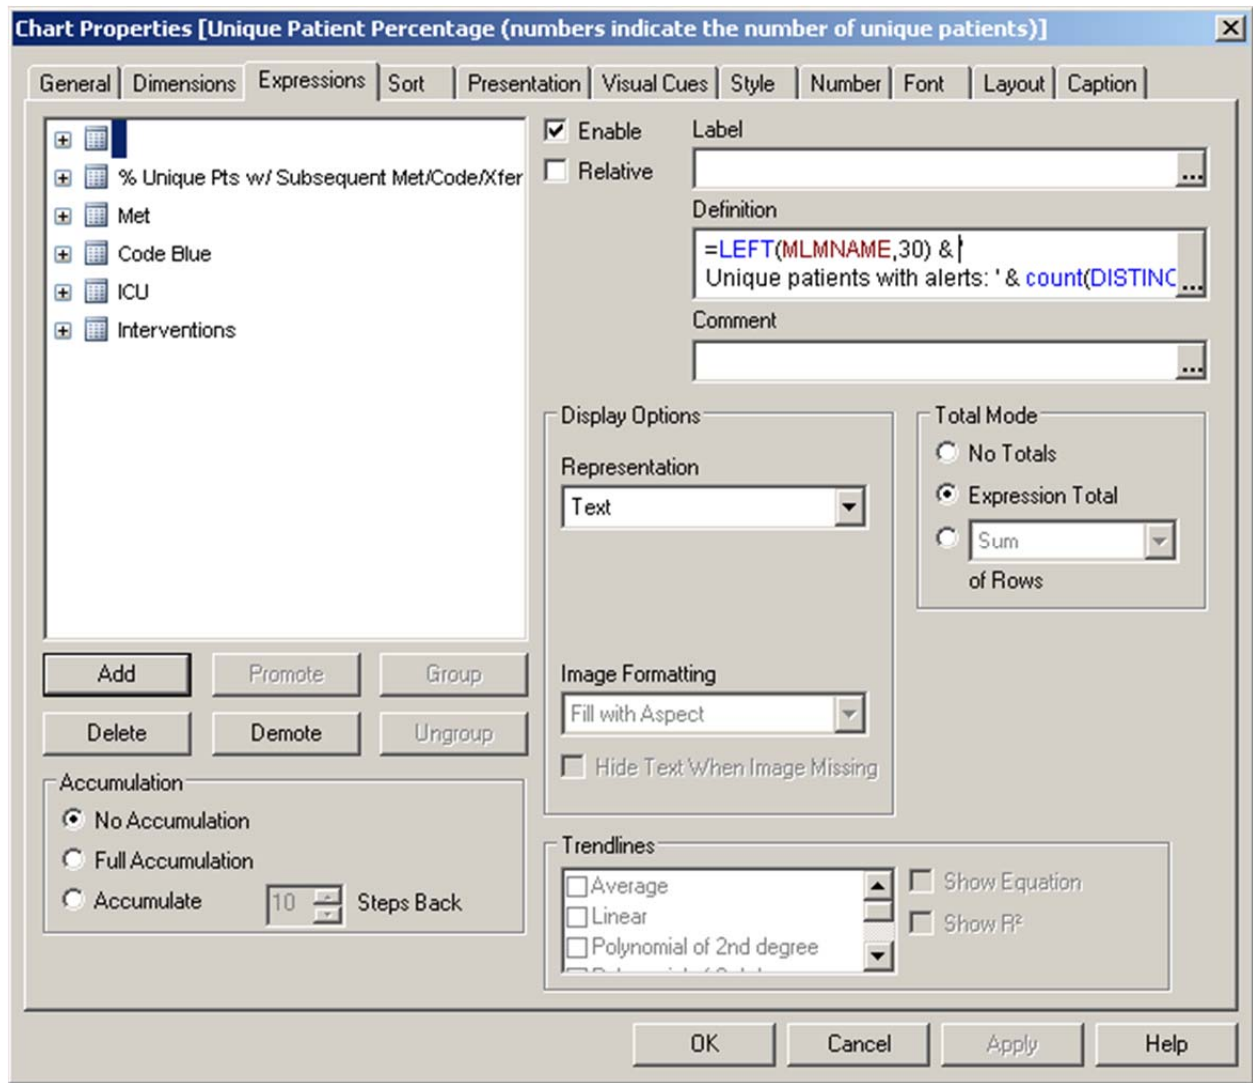 Chart Properties [Unique Patient Percentage (numbers indicate the number of unique patients)]
General Dimensions Expressions Sort Presentation Visual Cues Style Number Font Layout Caption
% Unique Pts w/ Subsequent Met/Code/Xfer
Met
Code Blue
ICU
Interventions
Enable
Relative
Label
...
Definition
=LEFT(MLMNAME,30) & '
Unique patients with alerts: ' & count(DISTINC
...
Comment
...
Display Options
Representation
Text
Image Formatting
Fill with Aspect
Hide Text When Image Missing
Total Mode
No Totals
Expression Total
Sum
of Rows
Add Promote Group
Delete Demote Ungroup
Accumulation
No Accumulation
Full Accumulation
Accumulate 10 Steps Back
Trendlines
Average
Linear
Polynomial of 2nd degree
Show Equation
Show R²
OK Cancel Apply Help